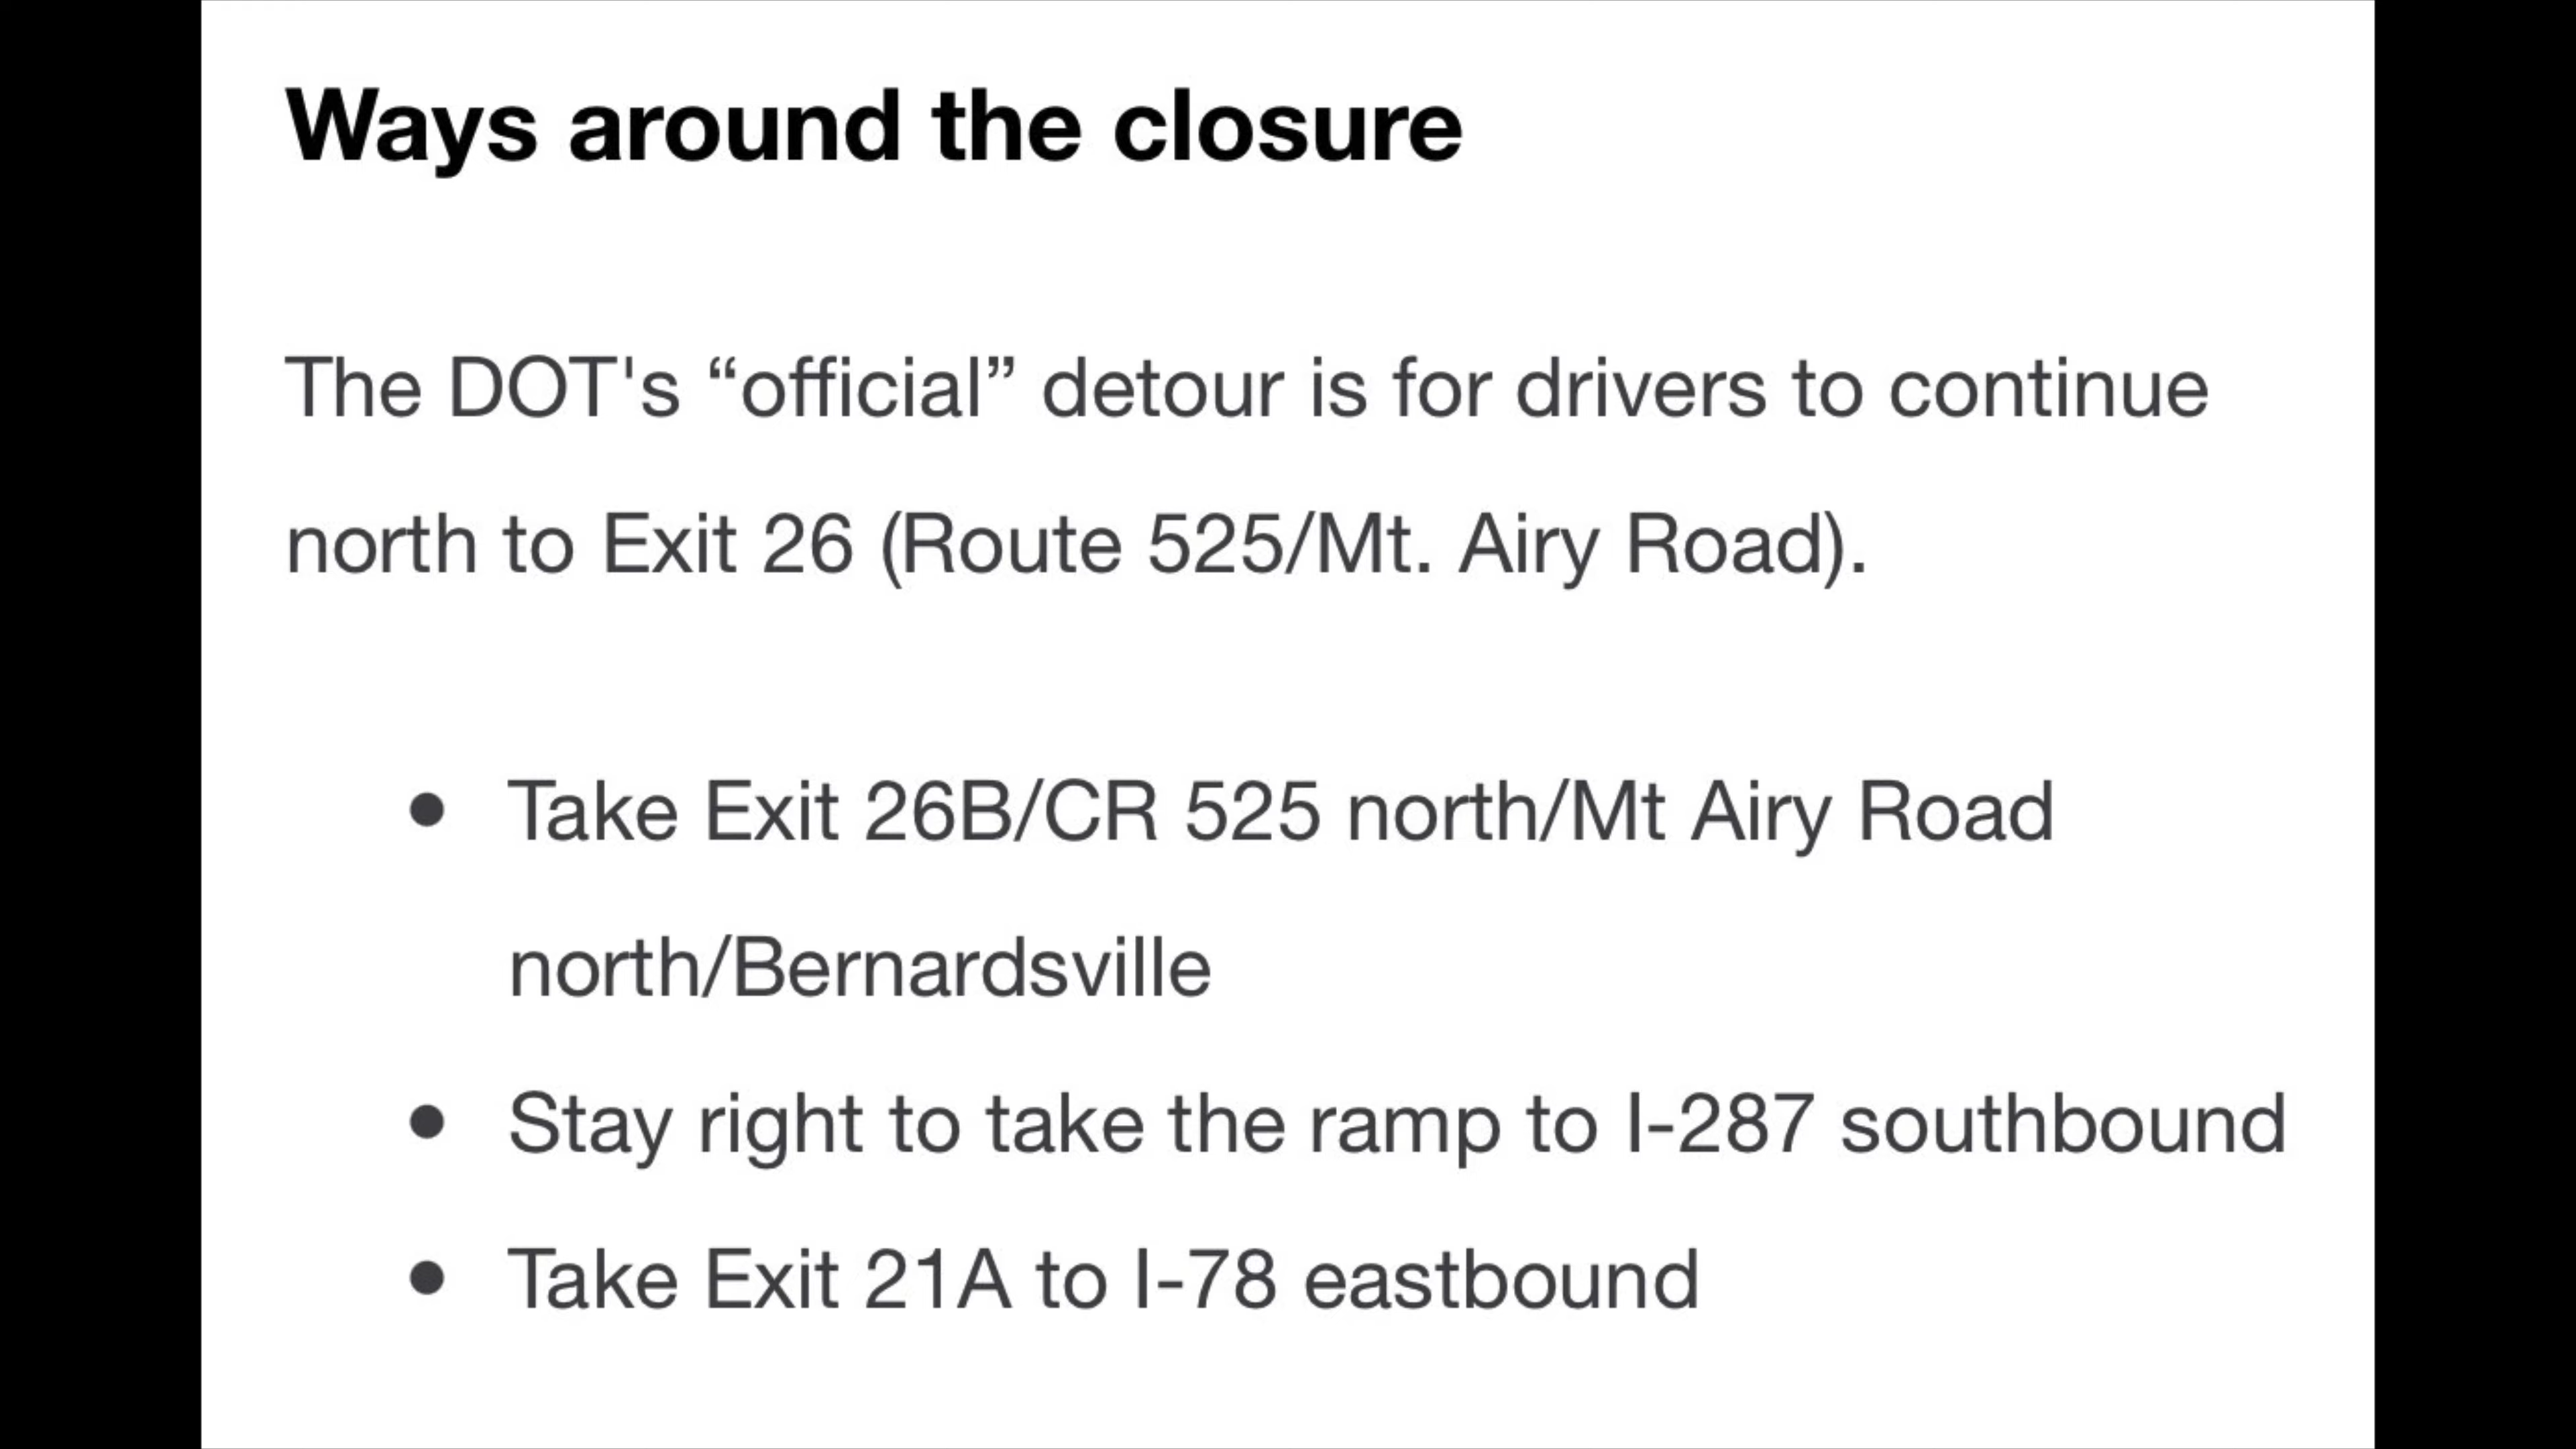 Ways around the closure
The DOT's “official” detour is for drivers to continue
north to Exit 26 (Route 525/Mt. Airy Road).
• Take Exit 26B/CR 525 north/Mt Airy Road
north/Bernardsville
• Stay right to take the ramp to I-287 southbound
• Take Exit 21A to I-78 eastbound